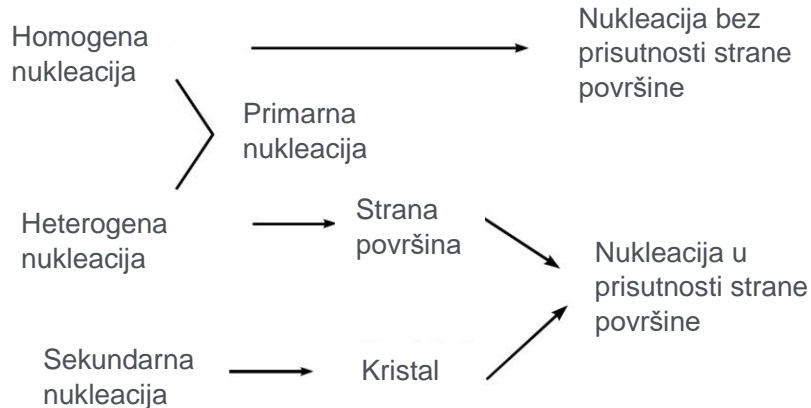 Homogena
nukleacija
Nukleacija bez
prisutnosti strane
površine
Primarna
nukleacija
Heterogena
nukleacija
Strana
površina
Nukleacija u
prisutnosti strane
površine
Sekundarna
nukleacija
Kristal